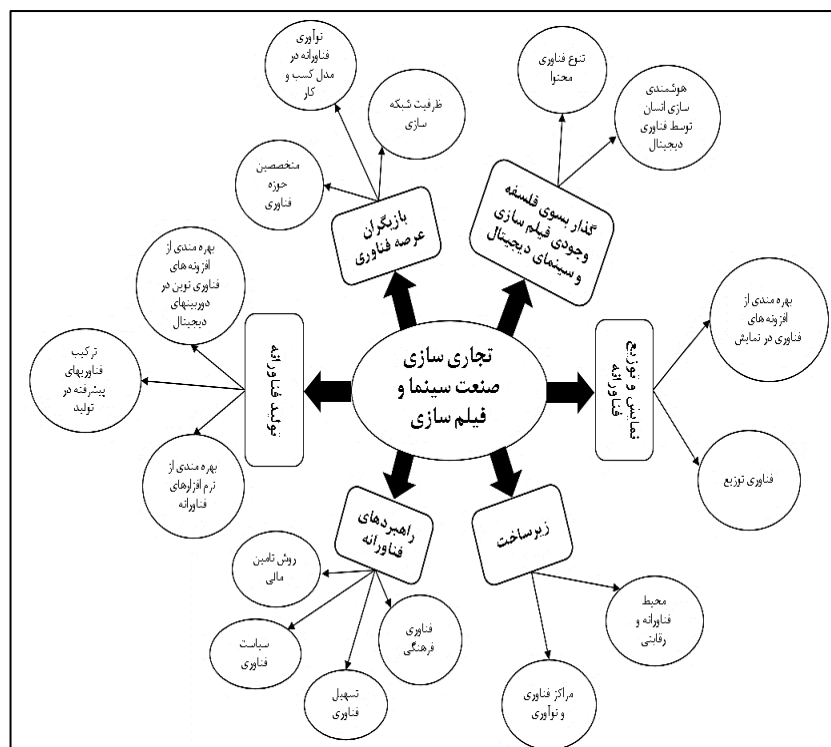 تجاری سازی
صنعت سینما و
فیلم سازی
گذار بسوی فلسفه
وجودی فیلم سازی
و سینمای دیجیتال
تنوع فناوری
محتوا
هوشمندی
سازی انسان
توسط فناوری
دیجیتال
نمایش و توزیع
فناورانه
بهره مندی از
افزونه های
فناوری در نمایش
فناوری توزیع
زیرساخت
محیط
فناورانه و
رقابتی
مراکز فناوری
و نوآوری
راهبردهای
فناورانه
روش تامین
مالی
سیاست
فناوری
تسهیل
فناوری
فناوری
فرهنگی
تولید فناورانه
بهره مندی از
افزونه های
فناوری نوین در
دوربینهای
دیجیتال
ترکیب
فناوریهای
پیشرفته در
تولید
بهره مندی از
نرم افزارهای
فناورانه
بازیگران
عرصه فناوری
نوآوری
فناورانه در
مدل کسب و
کار
ظرفیت شبکه
سازی
متخصصین
حوزه
فناوری